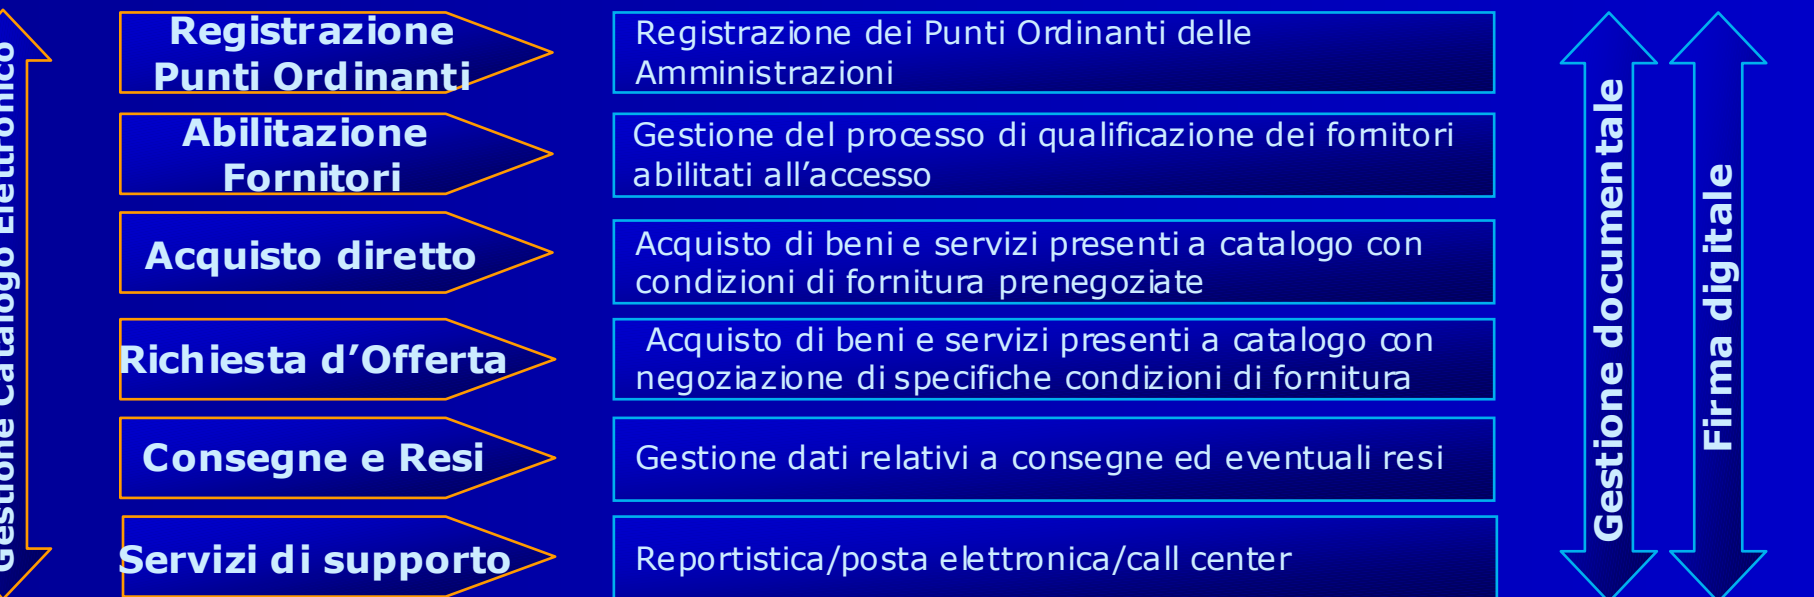 Gestione Catalogo Elettronico
Registrazione
Punti Ordinanti
Registrazione dei Punti Ordinanti delle
Amministrazioni
Abilitazione
Fornitori
Gestione del processo di qualificazione dei fornitori
abilitati all’accesso
Acquisto diretto
Acquisto di beni e servizi presenti a catalogo con
condizioni di fornitura prenegoziate
Richiesta d’Offerta
Acquisto di beni e servizi presenti a catalogo con
negoziazione di specifiche condizioni di fornitura
Consegne e Resi
Gestione dati relativi a consegne ed eventuali resi
Servizi di supporto
Reportistica/posta elettronica/call center
Gestione documentale
Firma digitale